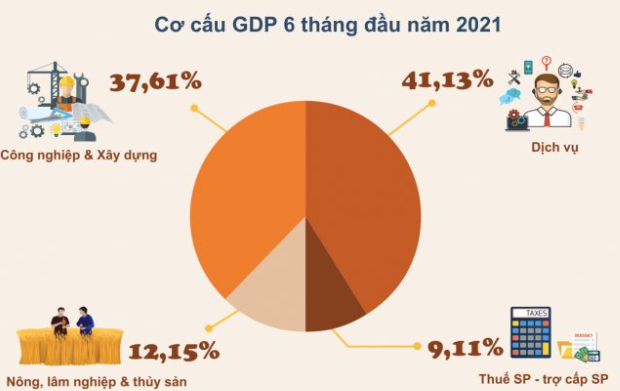 Cơ cấu GDP 6 tháng đầu năm 2021
37,61%
Công nghiệp & Xây dựng
41,13%
Dịch vụ
12,15%
Nông, lâm nghiệp & thủy sản
9,11%
TAXES
BUDGET
Thuế SP - trợ cấp SP